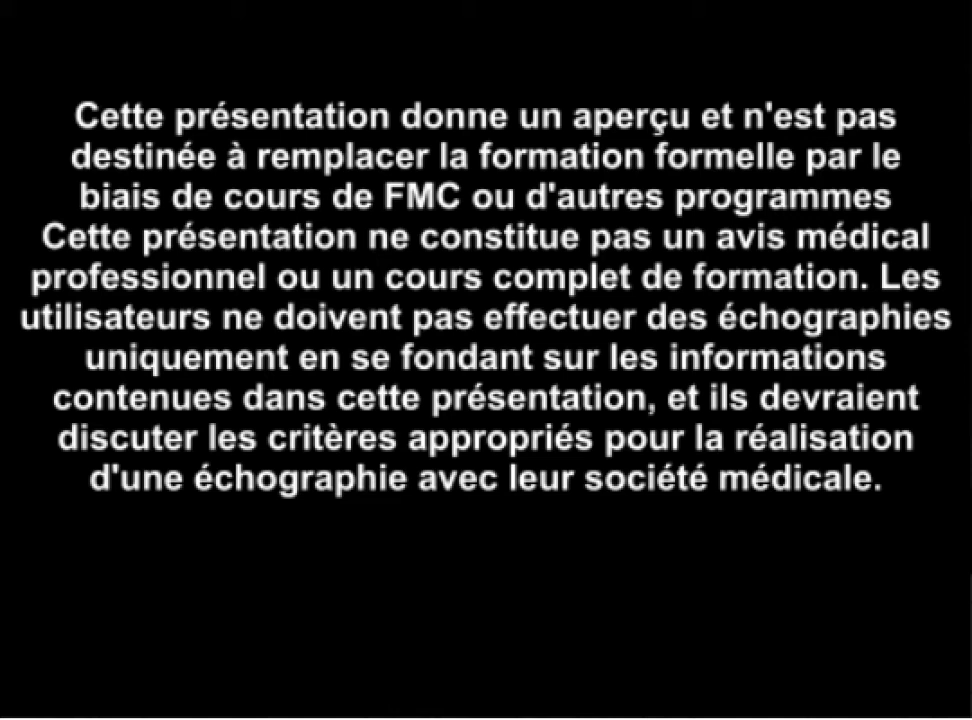 Cette présentation donne un aperçu et n'est pas
destinée à remplacer la formation formelle par le
biais de cours de FMC ou d'autres programmes
Cette présentation ne constitue pas un avis médical
professionnel ou un cours complet de formation. Les
utilisateurs ne doivent pas effectuer des échographies
uniquement en se fondant sur les informations
contenues dans cette présentation, et ils devraient
discuter les critères appropriés pour la réalisation
d'une échographie avec leur société médicale.